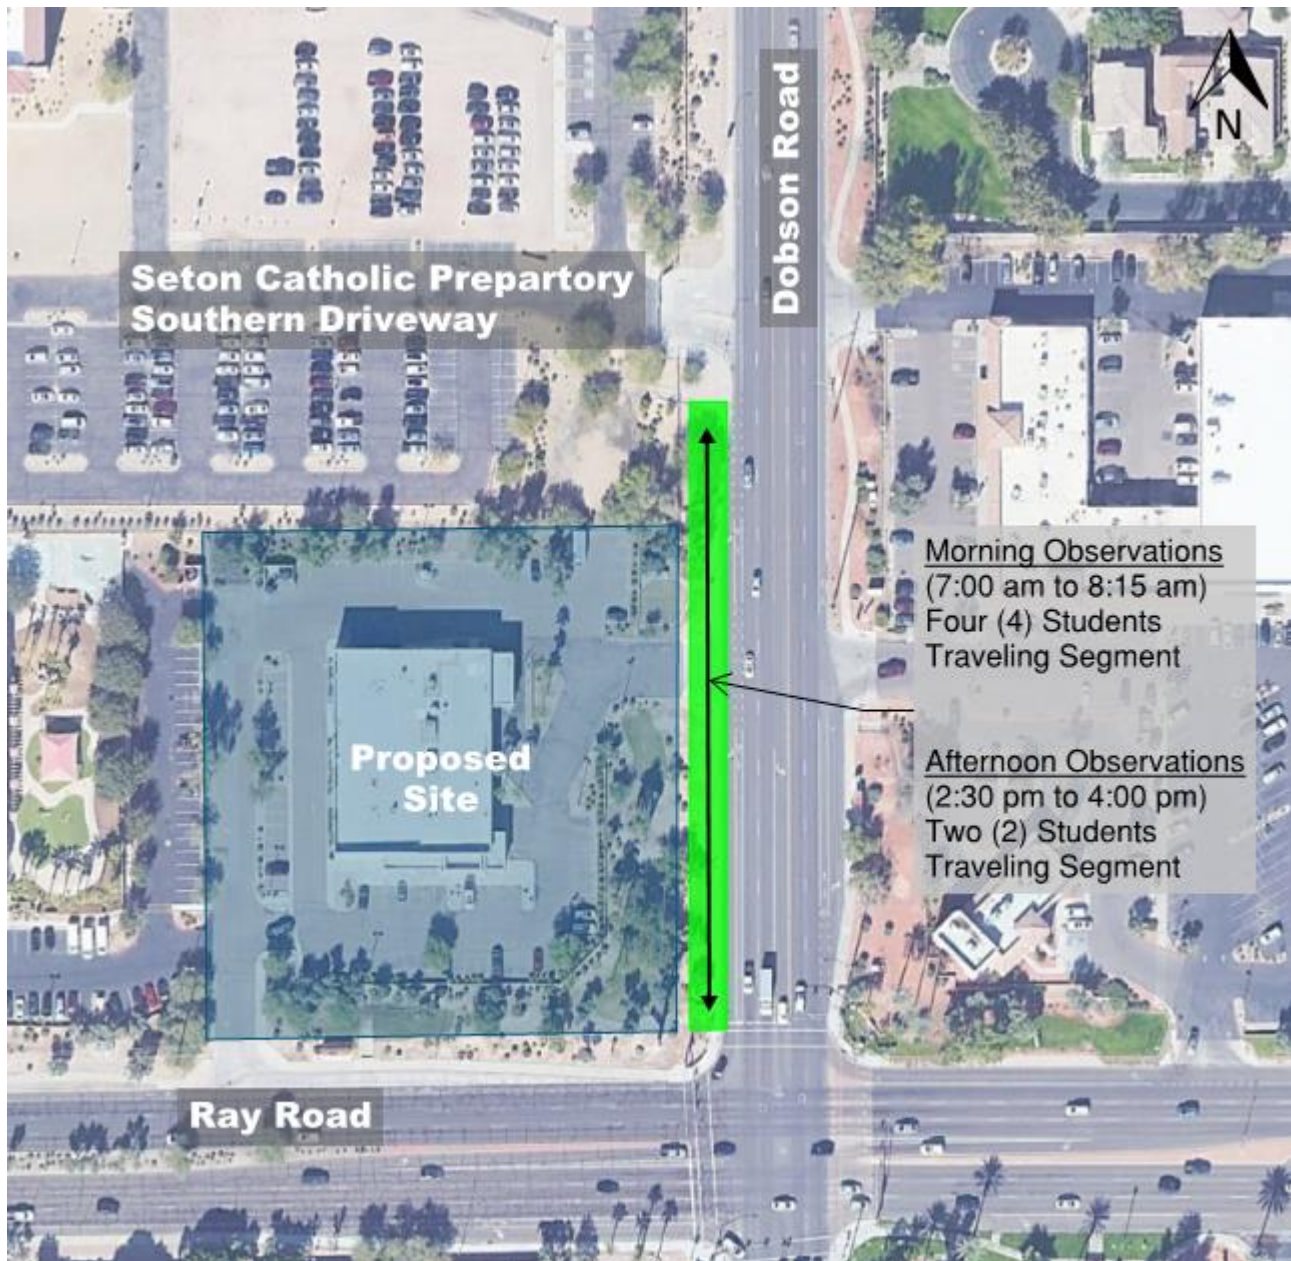 Dobson Road
N
Seton Catholic Prepartory
Southern Driveway
Morning Observations
(7:00 am to 8:15 am)
Four (4) Students
Traveling Segment
Proposed
Site
Afternoon Observations
(2:30 pm to 4:00 pm)
Two (2) Students
Traveling Segment
Ray Road